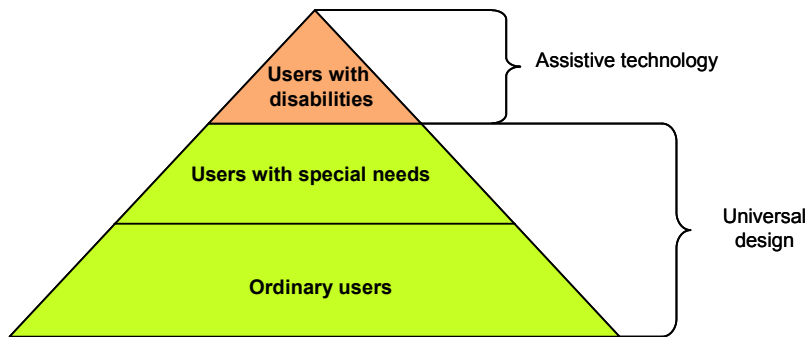 Users with
disabilities
Assistive technology
Users with special needs
Universal
design
Ordinary users